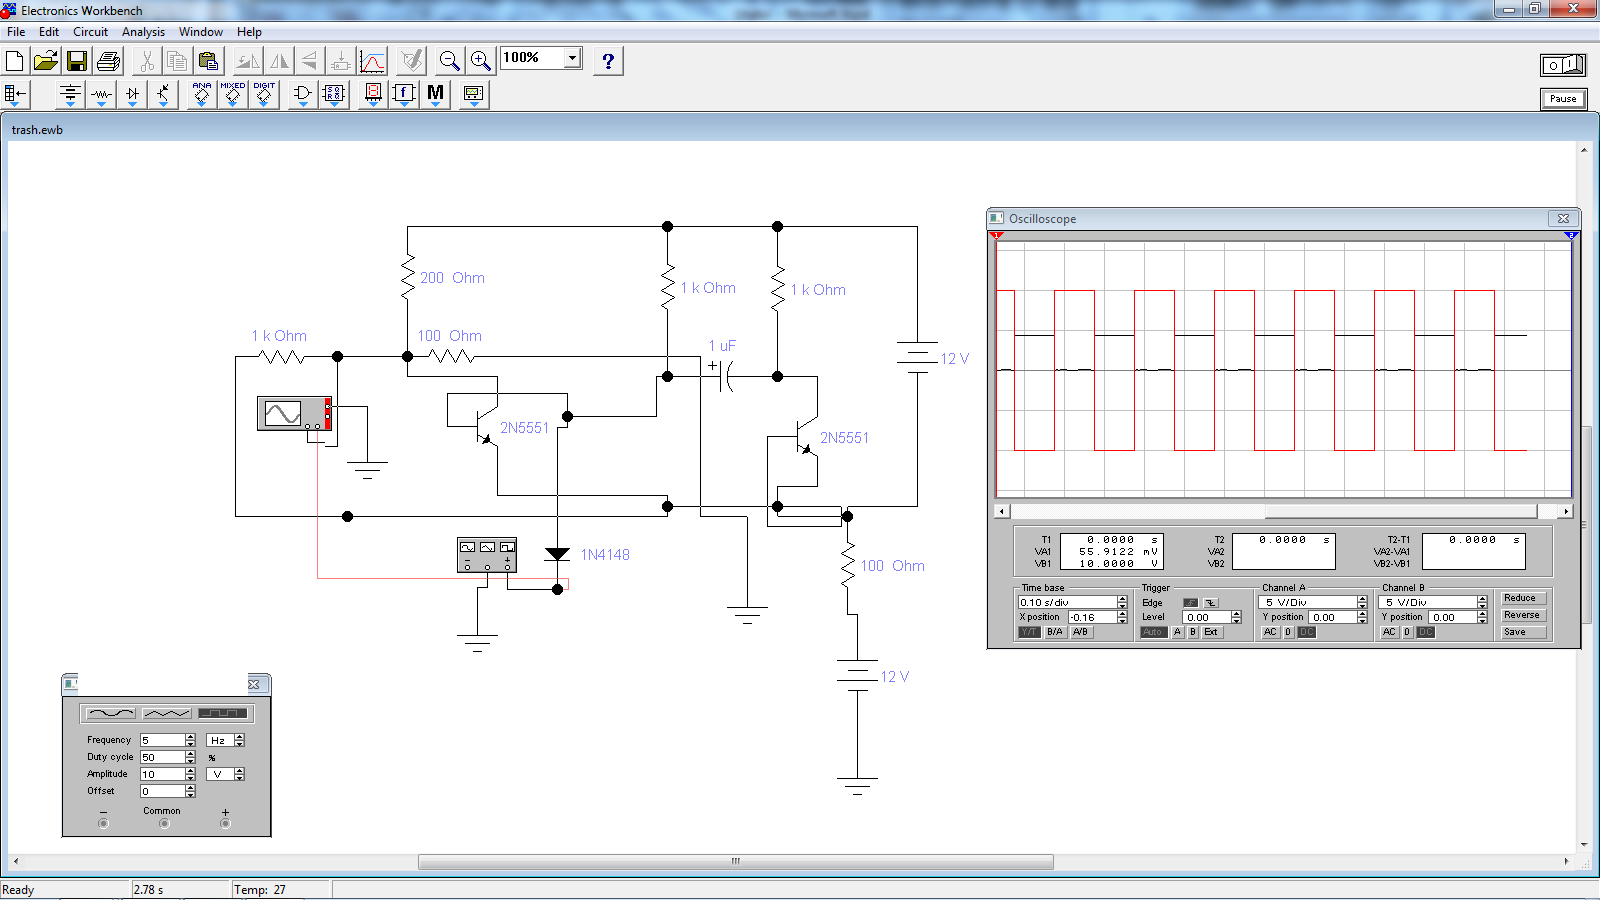 Electronics Workbench
File Edit Circuit Analysis Window Help
100% ?
ANA MIXED DIGIT
f M
O I
Pause
trash.ewb
200 Ohm
1 k Ohm
1 k Ohm
1 k Ohm
100 Ohm
1 uF
+
12 V
2N5551
2N5551
1N4148
100 Ohm
12 V
Oscilloscope
1 2
T1 0.0000 s
VA1 55.9122 mV
VB1 10.0000 V
T2 0.0000 s
VA2
VB2
T2-T1 0.0000 s
VA2-VA1
VB2-VB1
Time base
0.10 s/div
X position -0.16
Y/T B/A A/B
Trigger
Edge
Level 0.00
Auto A B Ext
Channel A
5 V/Div
Y position 0.00
AC 0 DC
Channel B
5 V/Div
Y position 0.00
AC 0 DC
Reduce
Reverse
Save
Frequency 5 Hz
Duty cycle 50 %
Amplitude 10 V
Offset 0
− Common +
Ready 2.78 s Temp: 27